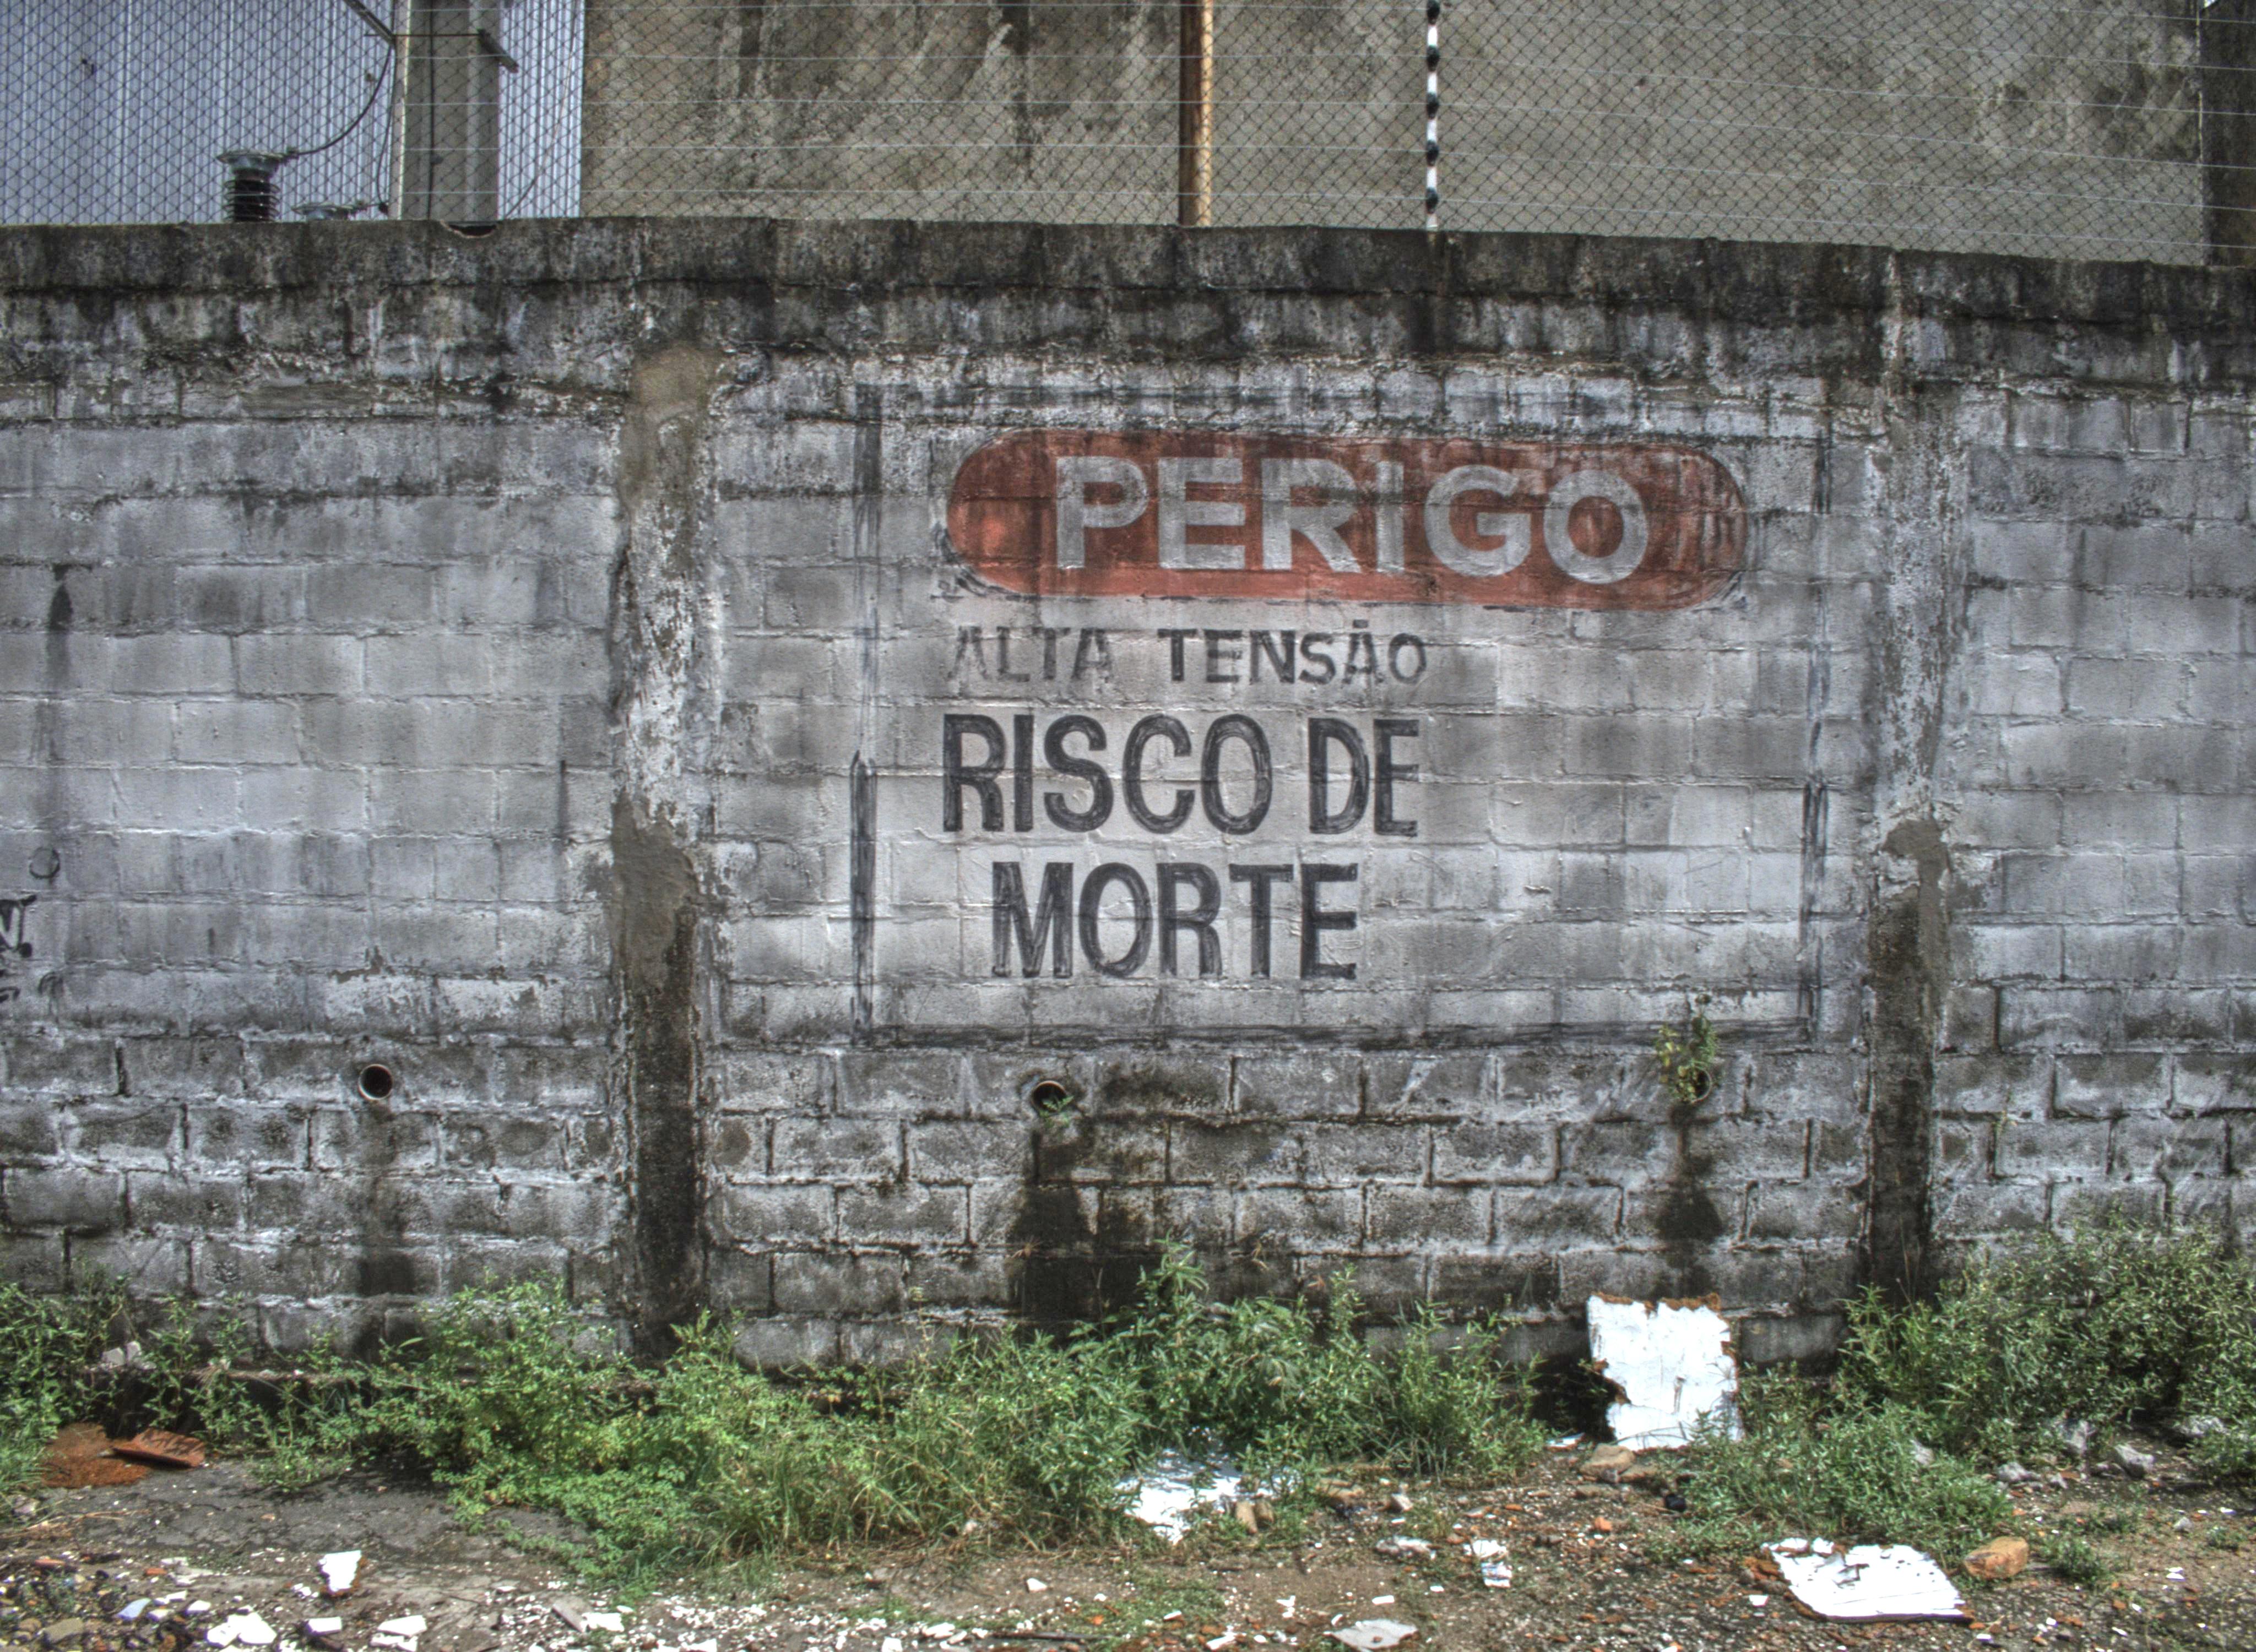 PERIGO
ALTA TENSÃO
RISCO DE
MORTE